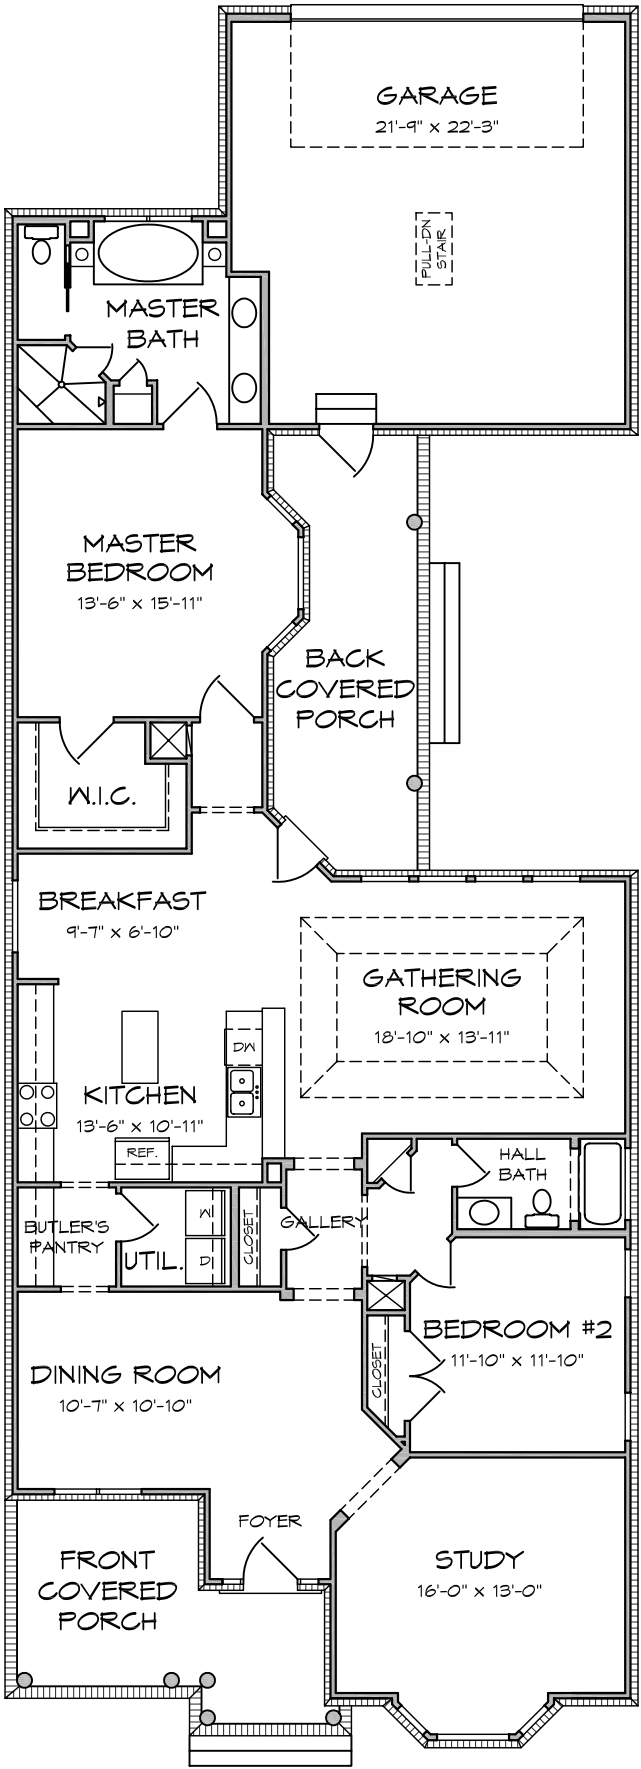 GARAGE
21'-9" x 22'-3"
PULL-DN
STAIR
MASTER
BATH
MASTER
BEDROOM
13'-6" x 15'-11"
BACK
COVERED
PORCH
W.I.C.
BREAKFAST
9'-7" x 6'-10"
GATHERING
ROOM
18'-10" x 13'-11"
DW
KITCHEN
13'-6" x 10'-11"
REF.
HALL
BATH
BUTLER'S
PANTRY
W
D
UTIL.
CLOSET
GALLERY
BEDROOM #2
11'-10" x 11'-10"
CLOSET
DINING ROOM
10'-7" x 10'-10"
FOYER
FRONT
COVERED
PORCH
STUDY
16'-0" x 13'-0"